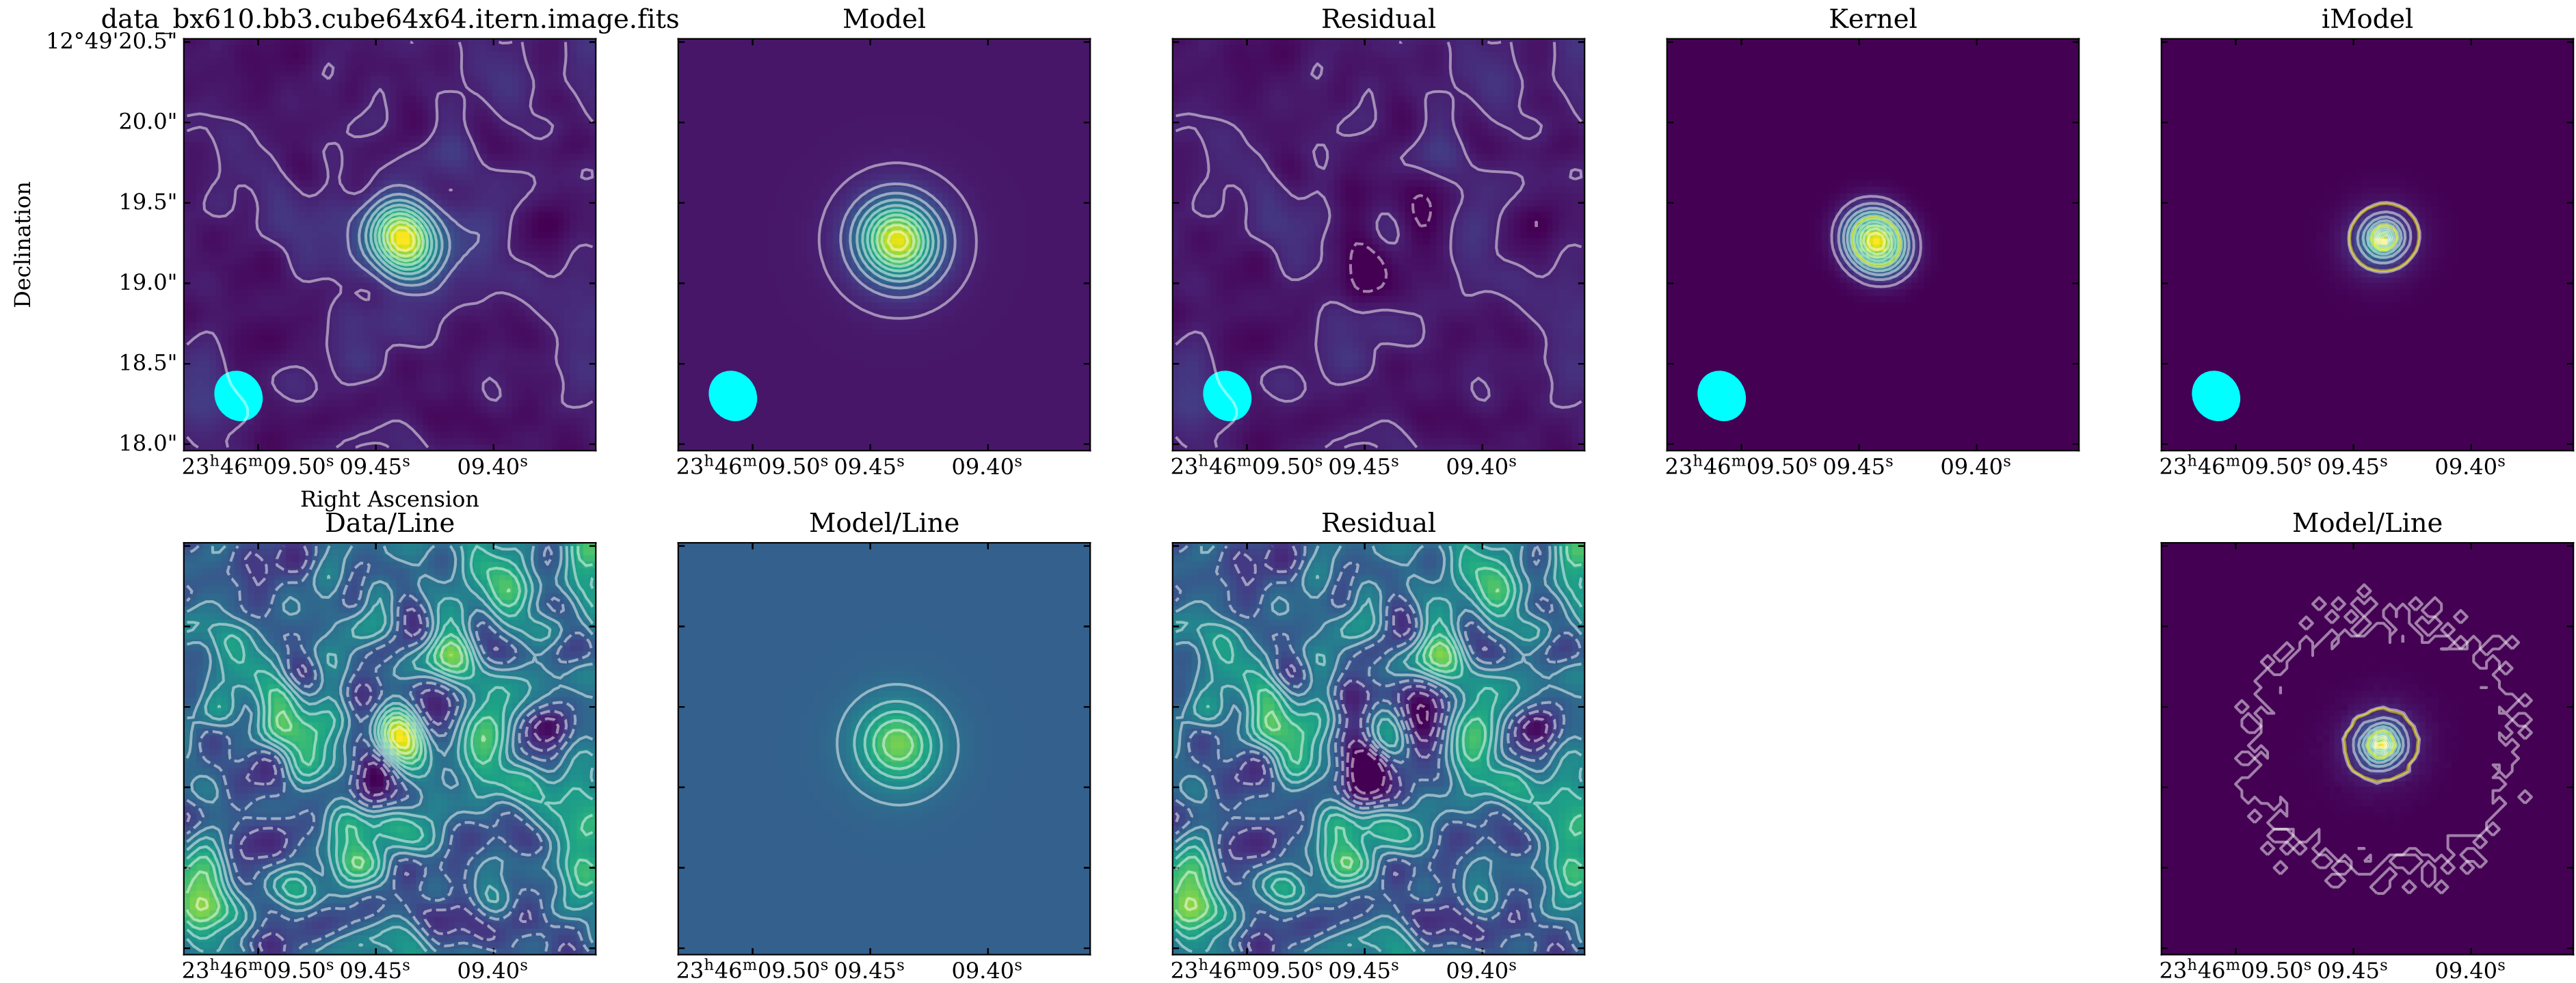 data_bx610.bb3.cube64x64.itern.image.fits
Model
Residual
Kernel
iModel
12°49'20.5"
20.0"
19.5"
19.0"
18.5"
18.0"
Declination
23h46m09.50s 09.45s 09.40s
23h46m09.50s 09.45s 09.40s
23h46m09.50s 09.45s 09.40s
23h46m09.50s 09.45s 09.40s
23h46m09.50s 09.45s 09.40s
Right Ascension
Data/Line
Model/Line
Residual
Model/Line
23h46m09.50s 09.45s 09.40s
23h46m09.50s 09.45s 09.40s
23h46m09.50s 09.45s 09.40s
23h46m09.50s 09.45s 09.40s